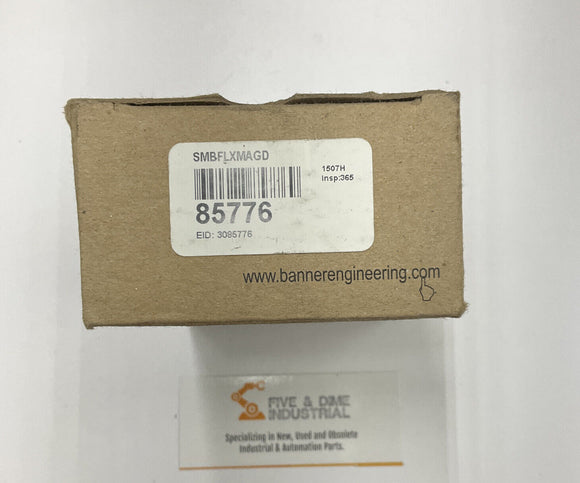 SMBFLXMAGD
1507H
Insp:365
85776
EID: 3085776
www.bannerengineering.com
FIVE & DIME
INDUSTRIAL
Specializing in New, Used and Obsolete
Industrial & Automation Parts.